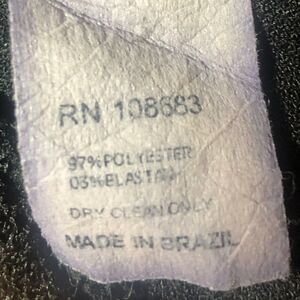 RN 108683
97% POLYESTER
03% ELASTAN
DRY CLEAN ONLY
MADE IN BRAZIL